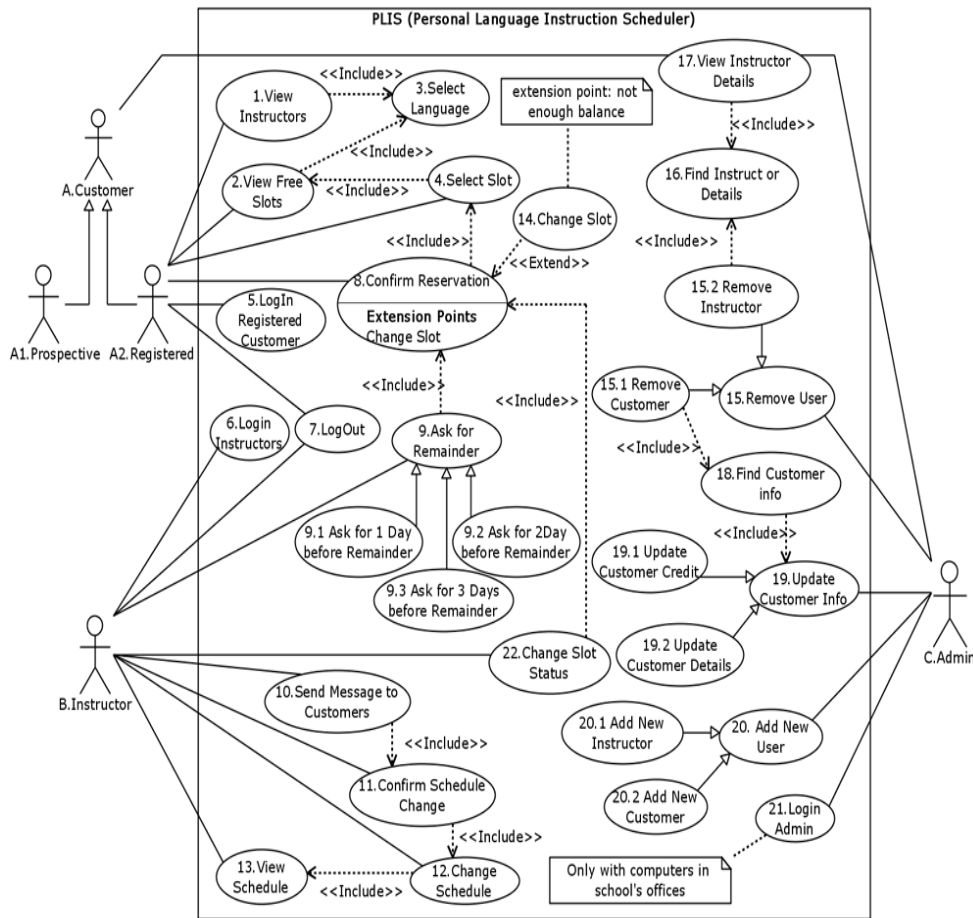 PLIS (Personal Language Instruction Scheduler)
17.View Instructor
Details
<<Include>>
1.View
Instructors
3.Select
Language
extension point: not
enough balance
<<Include>>
A.Customer
<<Include>>
2.View Free
Slots
<<Include>>
4.Select Slot
16.Find Instruct or
Details
14.Change Slot
<<Include>>
<<Include>>
<<Extend>>
8.Confirm Reservation
Extension Points
Change Slot
15.2 Remove
Instructor
5.LogIn
Registered
Customer
A1.Prospective
A2.Registered
<<Include>>
<<Include>>
15.1 Remove
Customer
15.Remove User
6.Login
Instructors
7.LogOut
9.Ask for
Remainder
<<Include>>
18.Find Customer
info
<<Include>>
9.1 Ask for 1 Day
before Remainder
9.2 Ask for 2Day
before Remainder
9.3 Ask for 3 Days
before Remainder
19.1 Update
Customer Credit
19.Update
Customer Info
19.2 Update
Customer Details
22.Change Slot
Status
C.Admin
B.Instructor
10.Send Message to
Customers
<<Include>>
20.1 Add New
Instructor
20. Add New
User
11.Confirm Schedule
Change
20.2 Add New
Customer
21.Login
Admin
<<Include>>
13.View
Schedule
<<Include>>
12.Change
Schedule
Only with computers in
school's offices